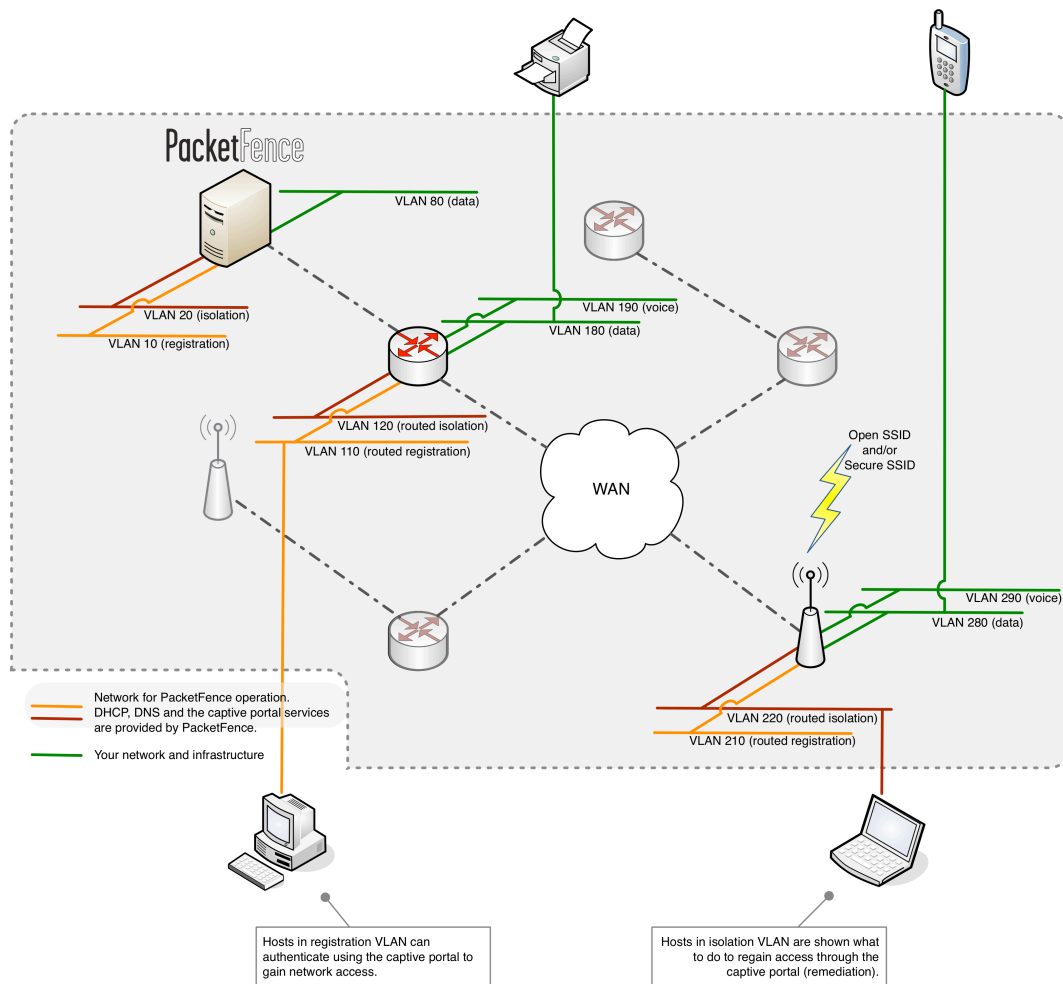 PacketFence
VLAN 80 (data)
VLAN 20 (isolation)
VLAN 10 (registration)
VLAN 190 (voice)
VLAN 180 (data)
VLAN 120 (routed isolation)
VLAN 110 (routed registration)
WAN
Open SSID
and/or
Secure SSID
VLAN 290 (voice)
VLAN 280 (data)
VLAN 220 (routed isolation)
VLAN 210 (routed registration)
Network for PacketFence operation.
DHCP, DNS and the captive portal services
are provided by PacketFence.
Your network and infrastructure
Hosts in registration VLAN can
authenticate using the captive portal to
gain network access.
Hosts in isolation VLAN are shown what
to do to regain access through the
captive portal (remediation).